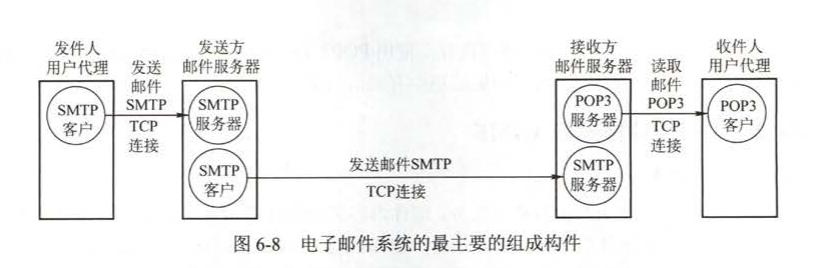 发件人
用户代理
发送
邮件
SMTP
TCP
连接
SMTP
客户
发送方
邮件服务器
SMTP
服务器
SMTP
客户
发送邮件SMTP
TCP连接
接收方
邮件服务器
POP3
服务器
SMTP
服务器
读取
邮件
POP3
TCP
连接
收件人
用户代理
POP3
客户
图 6-8 电子邮件系统的最主要的组成构件